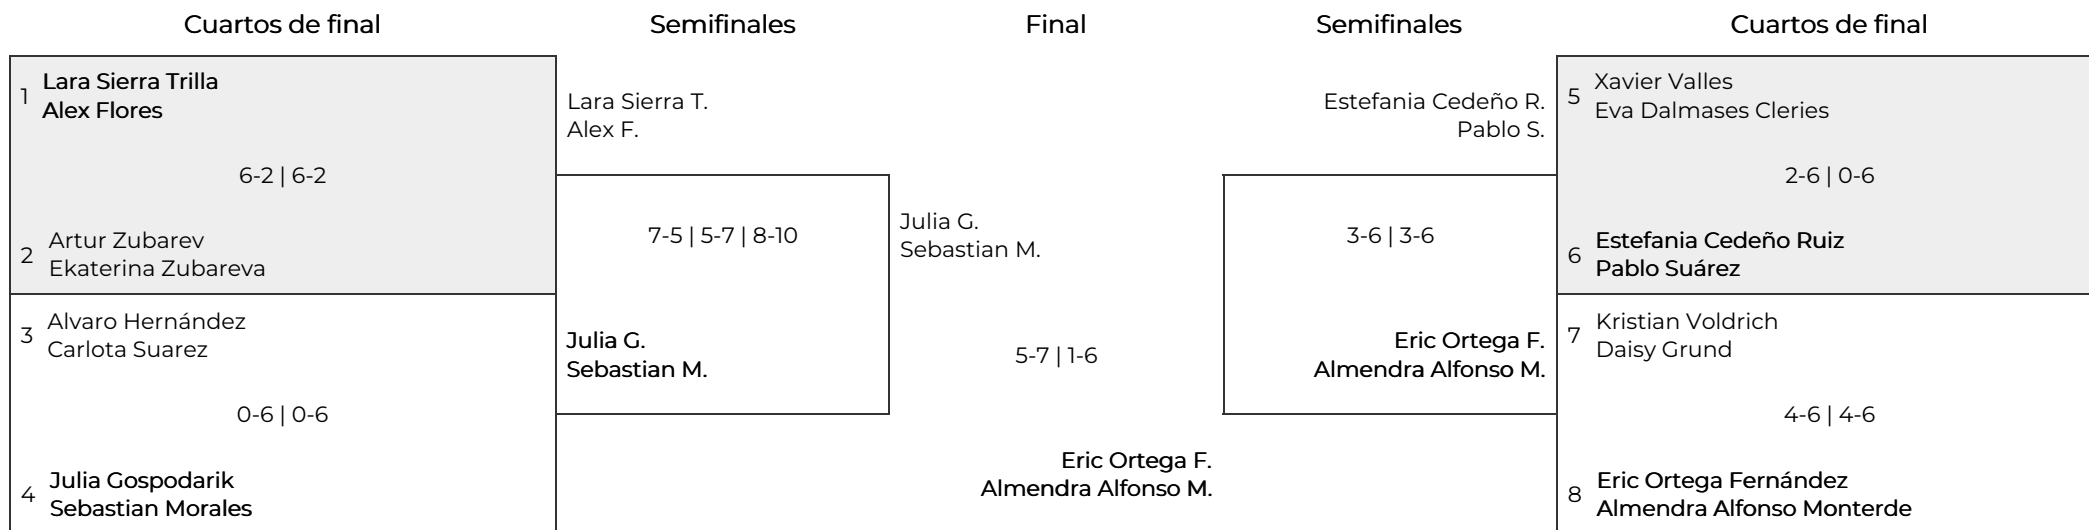 Cuartos de final
Semifinales
Final
Semifinales
Cuartos de final
1
Lara Sierra Trilla
Alex Flores
6-2 | 6-2
2
Artur Zubarev
Ekaterina Zubareva
3
Alvaro Hernández
Carlota Suarez
0-6 | 0-6
4
Julia Gospodarik
Sebastian Morales
Lara Sierra T.
Alex F.
7-5 | 5-7 | 8-10
Julia G.
Sebastian M.
Julia G.
Sebastian M.
5-7 | 1-6
Eric Ortega F.
Almendra Alfonso M.
Estefania Cedeño R.
Pablo S.
3-6 | 3-6
Eric Ortega F.
Almendra Alfonso M.
5
Xavier Valles
Eva Dalmases Cleries
2-6 | 0-6
6
Estefania Cedeño Ruiz
Pablo Suárez
7
Kristian Voldrich
Daisy Grund
4-6 | 4-6
8
Eric Ortega Fernández
Almendra Alfonso Monterde